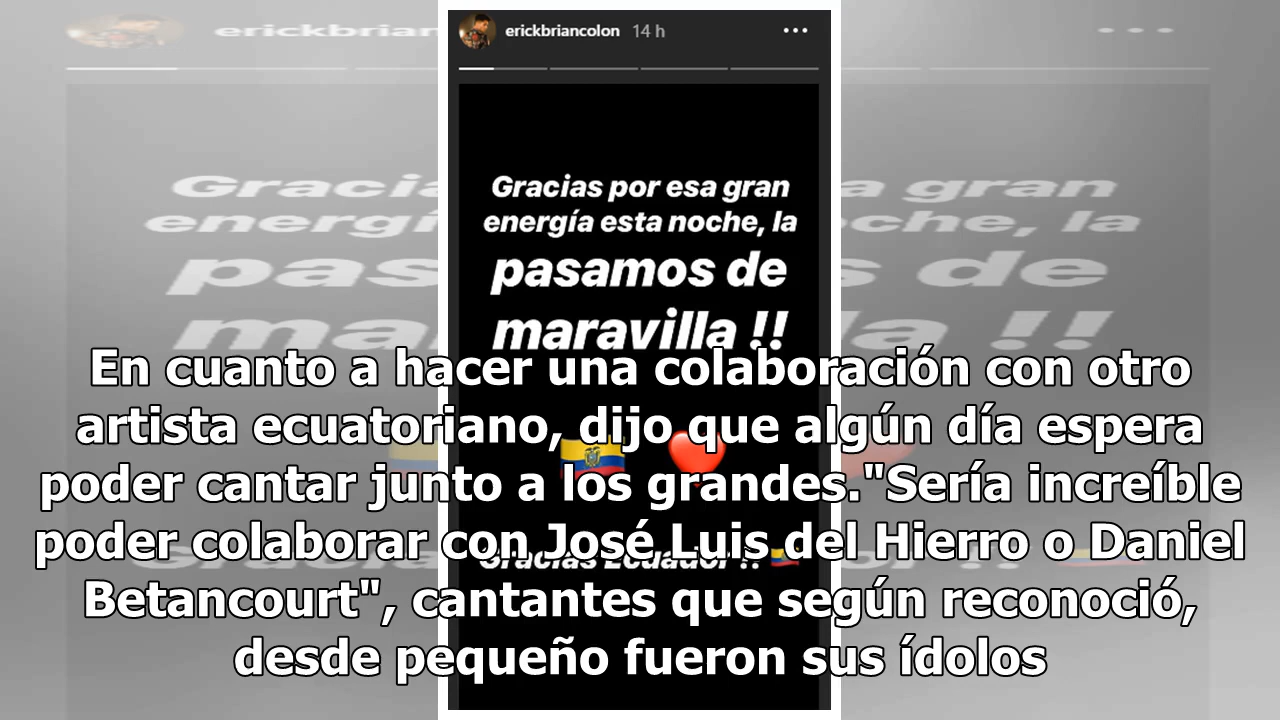 erickbriancolon 14 h
Gracias por esa gran
energía esta noche, la
pasamos de
maravilla !!
En cuanto a hacer una colaboración con otro
artista ecuatoriano, dijo que algún día espera
poder cantar junto a los grandes."Sería increíble
poder colaborar con José Luis del Hierro o Daniel
Gracias Ecuador !!
Betancourt", cantantes que según reconoció,
desde pequeño fueron sus ídolos